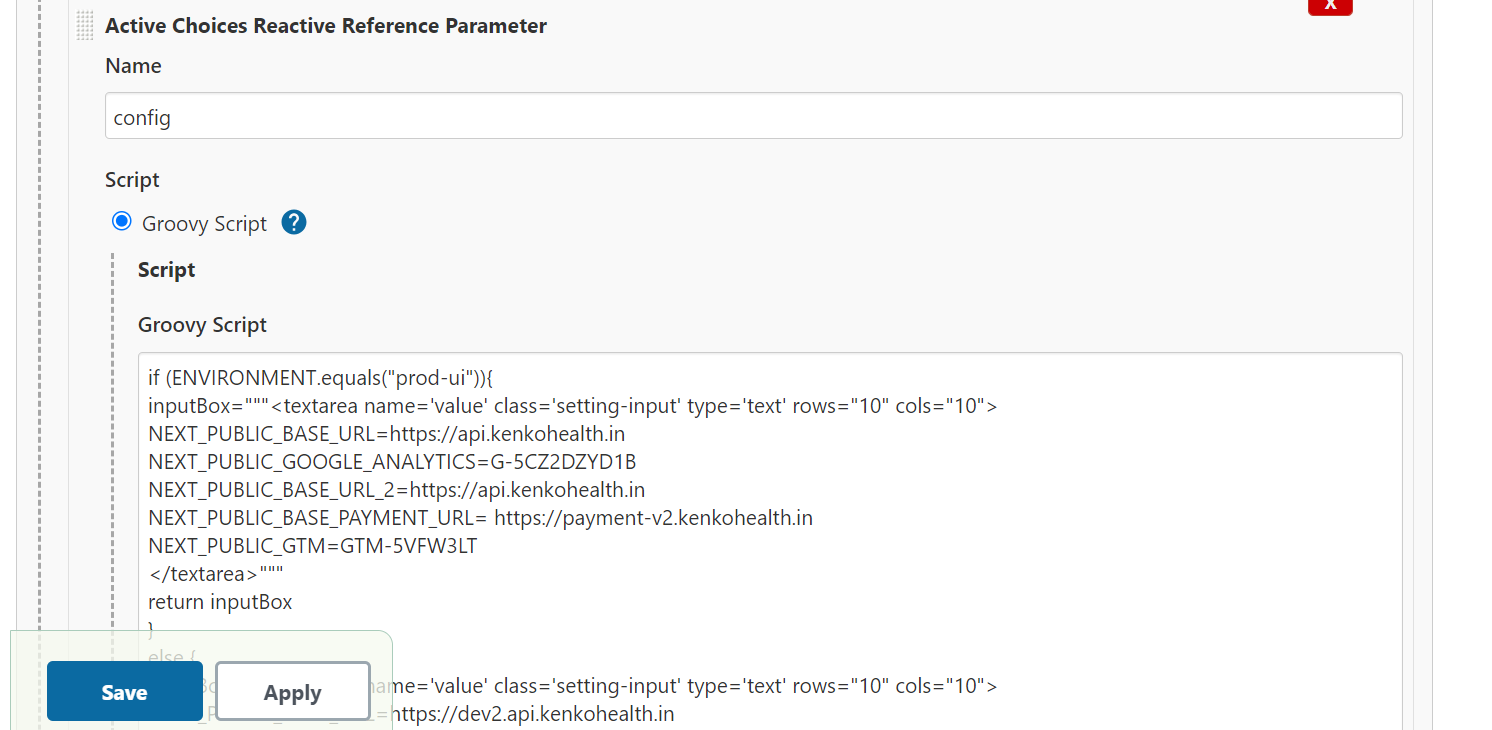 X
Active Choices Reactive Reference Parameter
Name
config
Script
Groovy Script ?
Script
Groovy Script
if (ENVIRONMENT.equals("prod-ui")){
inputBox="""<textarea name='value' class='setting-input' type='text' rows="10" cols="10">
NEXT_PUBLIC_BASE_URL=https://api.kenkohealth.in
NEXT_PUBLIC_GOOGLE_ANALYTICS=G-5CZ2DZYD1B
NEXT_PUBLIC_BASE_URL_2=https://api.kenkohealth.in
NEXT_PUBLIC_BASE_PAYMENT_URL= https://payment-v2.kenkohealth.in
NEXT_PUBLIC_GTM=GTM-5VFW3LT
</textarea>"""
return inputBox
}
else {
name='value' class='setting-input' type='text' rows="10" cols="10">
=https://dev2.api.kenkohealth.in
Save
Apply